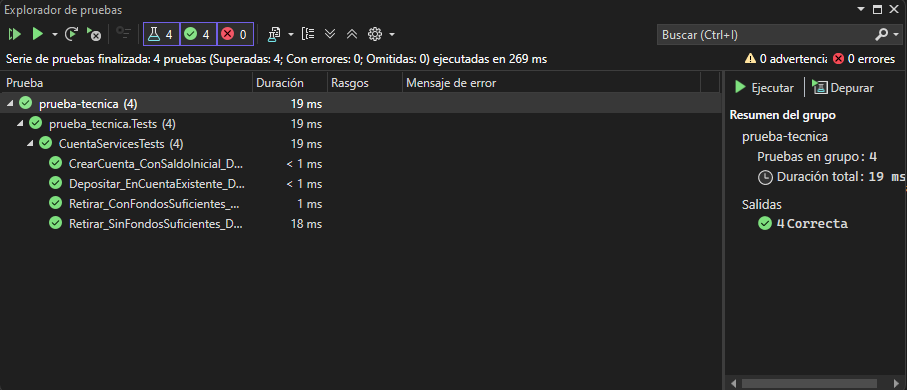 Explorador de pruebas
4 4 0
Buscar (Ctrl+I)
Serie de pruebas finalizada: 4 pruebas (Superadas: 4; Con errores: 0; Omitidas: 0) ejecutadas en 269 ms
0 advertencia 0 errores
Prueba Duración Rasgos Mensaje de error
prueba-tecnica (4) 19 ms
prueba_tecnica.Tests (4) 19 ms
CuentaServicesTests (4) 19 ms
CrearCuenta_ConSaldoInicial_D... < 1 ms
Depositar_EnCuentaExistente_D... < 1 ms
Retirar_ConFondosSuficientes_... 1 ms
Retirar_SinFondosSuficientes_D... 18 ms
Ejecutar Depurar
Resumen del grupo
prueba-tecnica
Pruebas en grupo: 4
Duración total: 19 ms
Salidas
4 Correcta